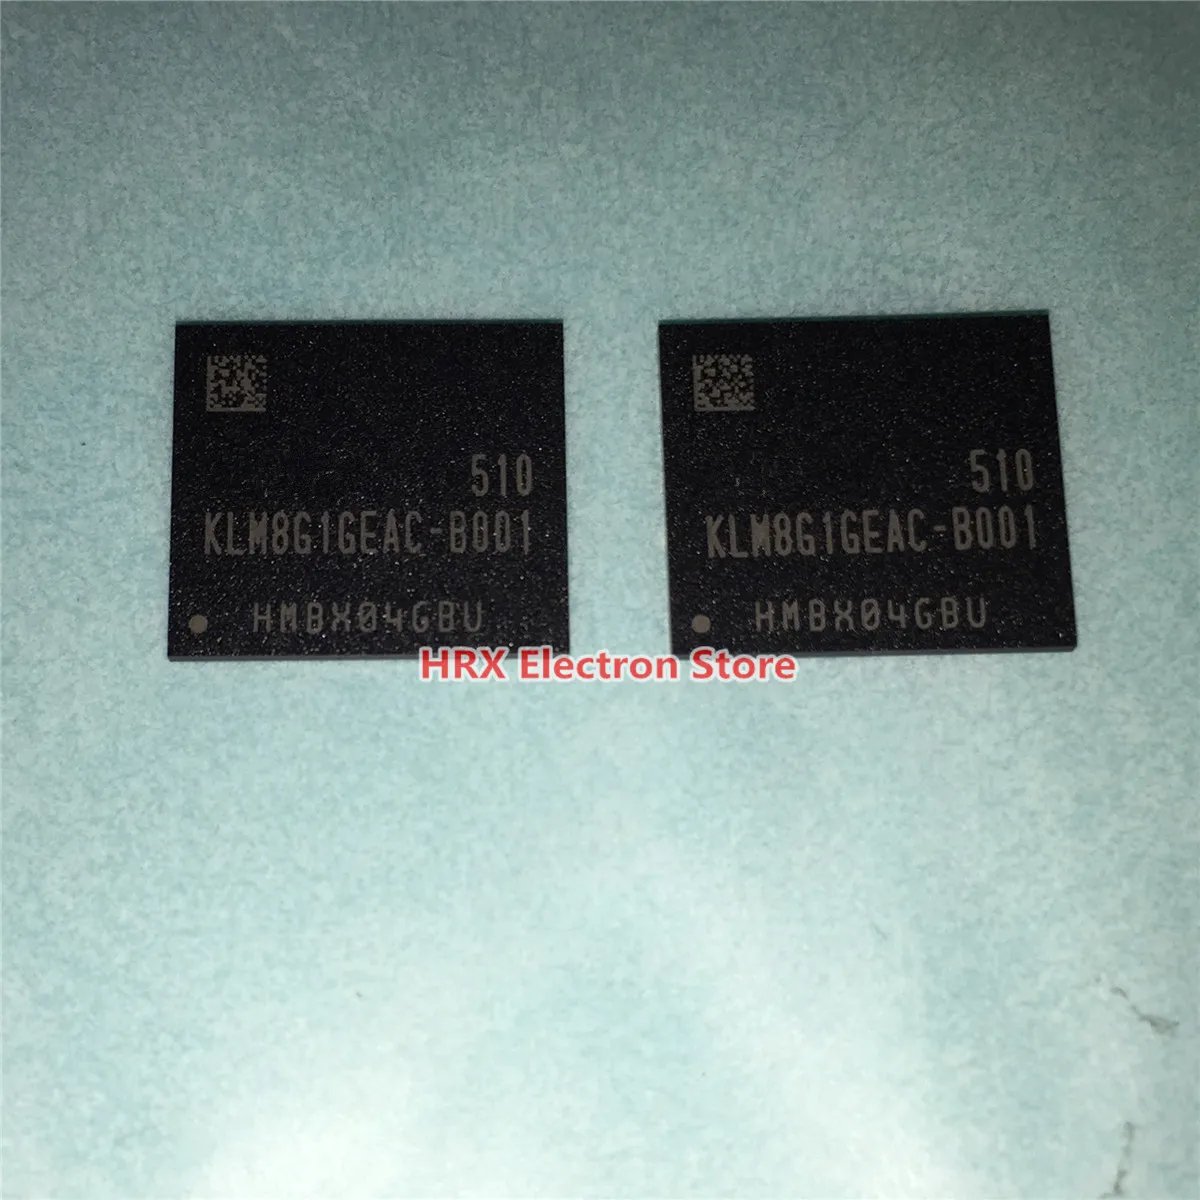 510
KLM8G1GEAC-B001
HMBX04GBU
510
KLM8G1GEAC-B001
HMBX04GBU
HRX Electron Store